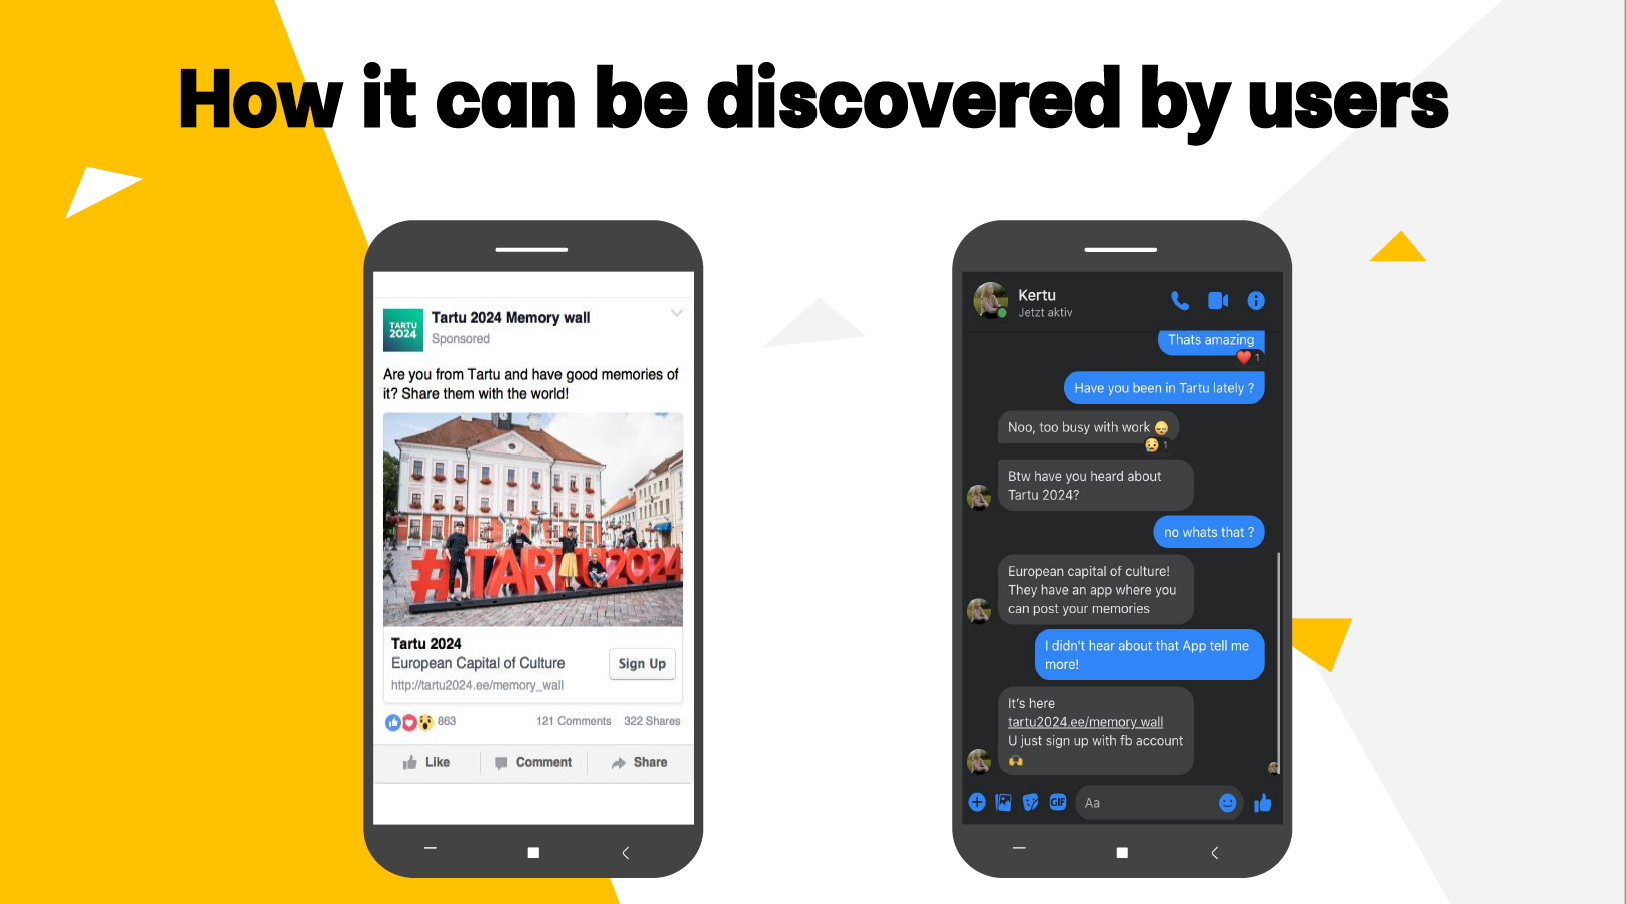 How it can be discovered by users
TARTU
2024
Tartu 2024 Memory wall
Sponsored
Are you from Tartu and have good memories of
it? Share them with the world!
#TARTU2024
Tartu 2024
European Capital of Culture
Sign Up
http://tartu2024.ee/memory_wall
863
121 Comments
322 Shares
Like
Comment
Share
Kertu
Jetzt aktiv
Thats amazing
1
Have you been in Tartu lately ?
Noo, too busy with work
1
Btw have you heard about
Tartu 2024?
no whats that ?
European capital of culture!
They have an app where you
can post your memories
I didn't hear about that App tell me
more!
It's here
tartu2024.ee/memory_wall
U just sign up with fb account
GIF
Aa